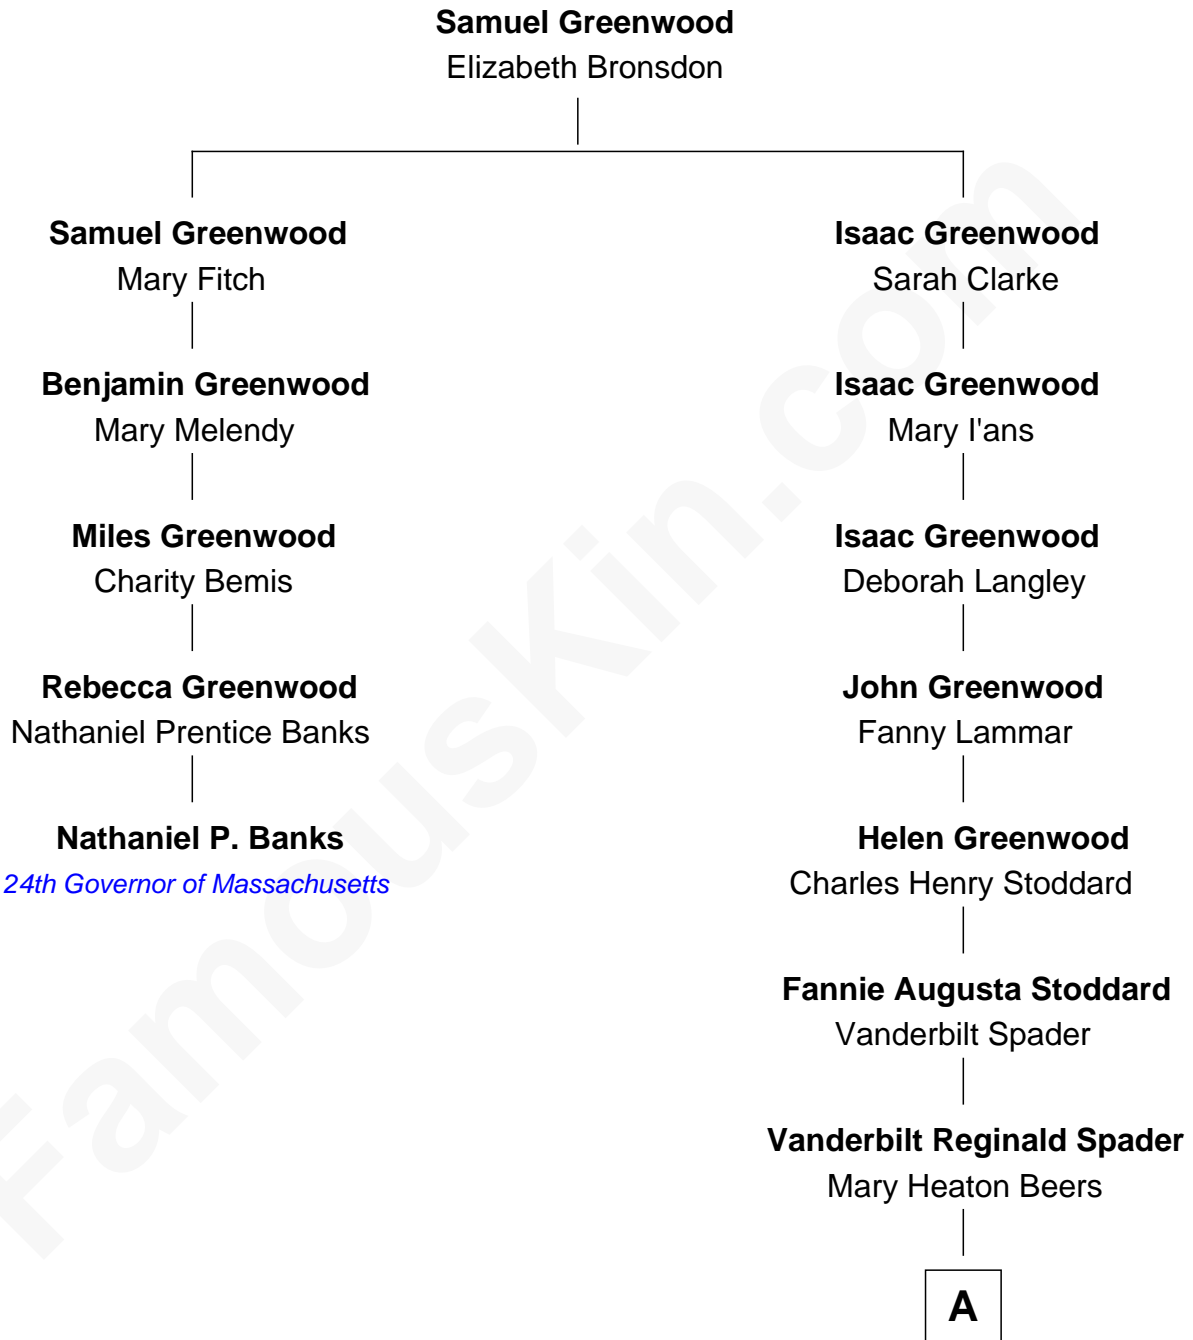 Samuel Greenwood
Elizabeth Bronsdon
Samuel Greenwood
Mary Fitch
Benjamin Greenwood
Mary Melendy
Miles Greenwood
Charity Bemis
Rebecca Greenwood
Nathaniel Prentice Banks
Nathaniel P. Banks
24th Governor of Massachusetts
Isaac Greenwood
Sarah Clarke
Isaac Greenwood
Mary I'ans
Isaac Greenwood
Deborah Langley
John Greenwood
Fanny Lammar
Helen Greenwood
Charles Henry Stoddard
Fannie Augusta Stoddard
Vanderbilt Spader
Vanderbilt Reginald Spader
Mary Heaton Beers
A
FamousKin.com